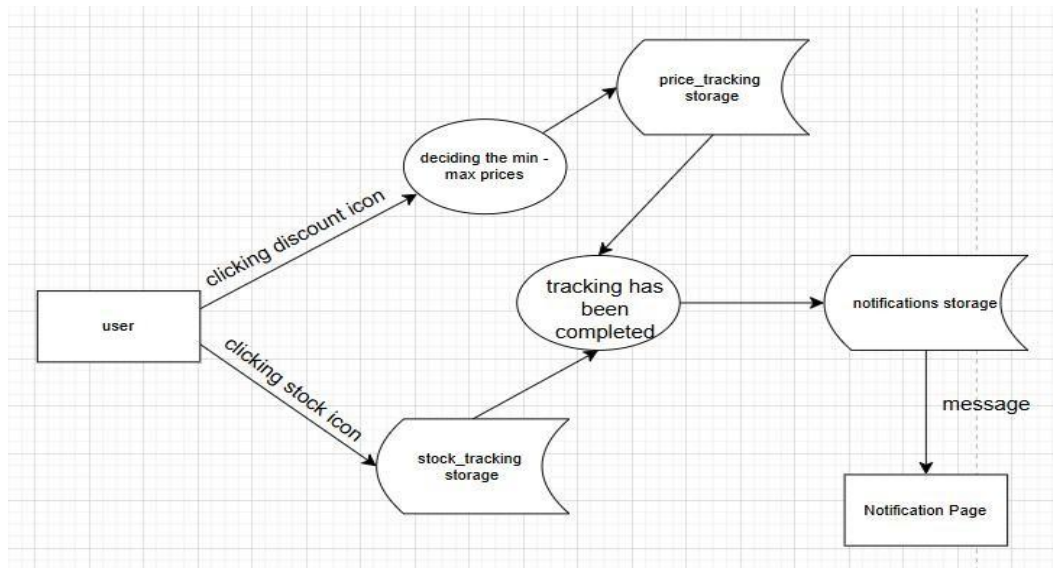 price_tracking
storage
deciding the min -
max prices
clicking discount icon
user
tracking has
been
completed
notifications storage
clicking stock icon
message
stock_tracking
storage
Notification Page